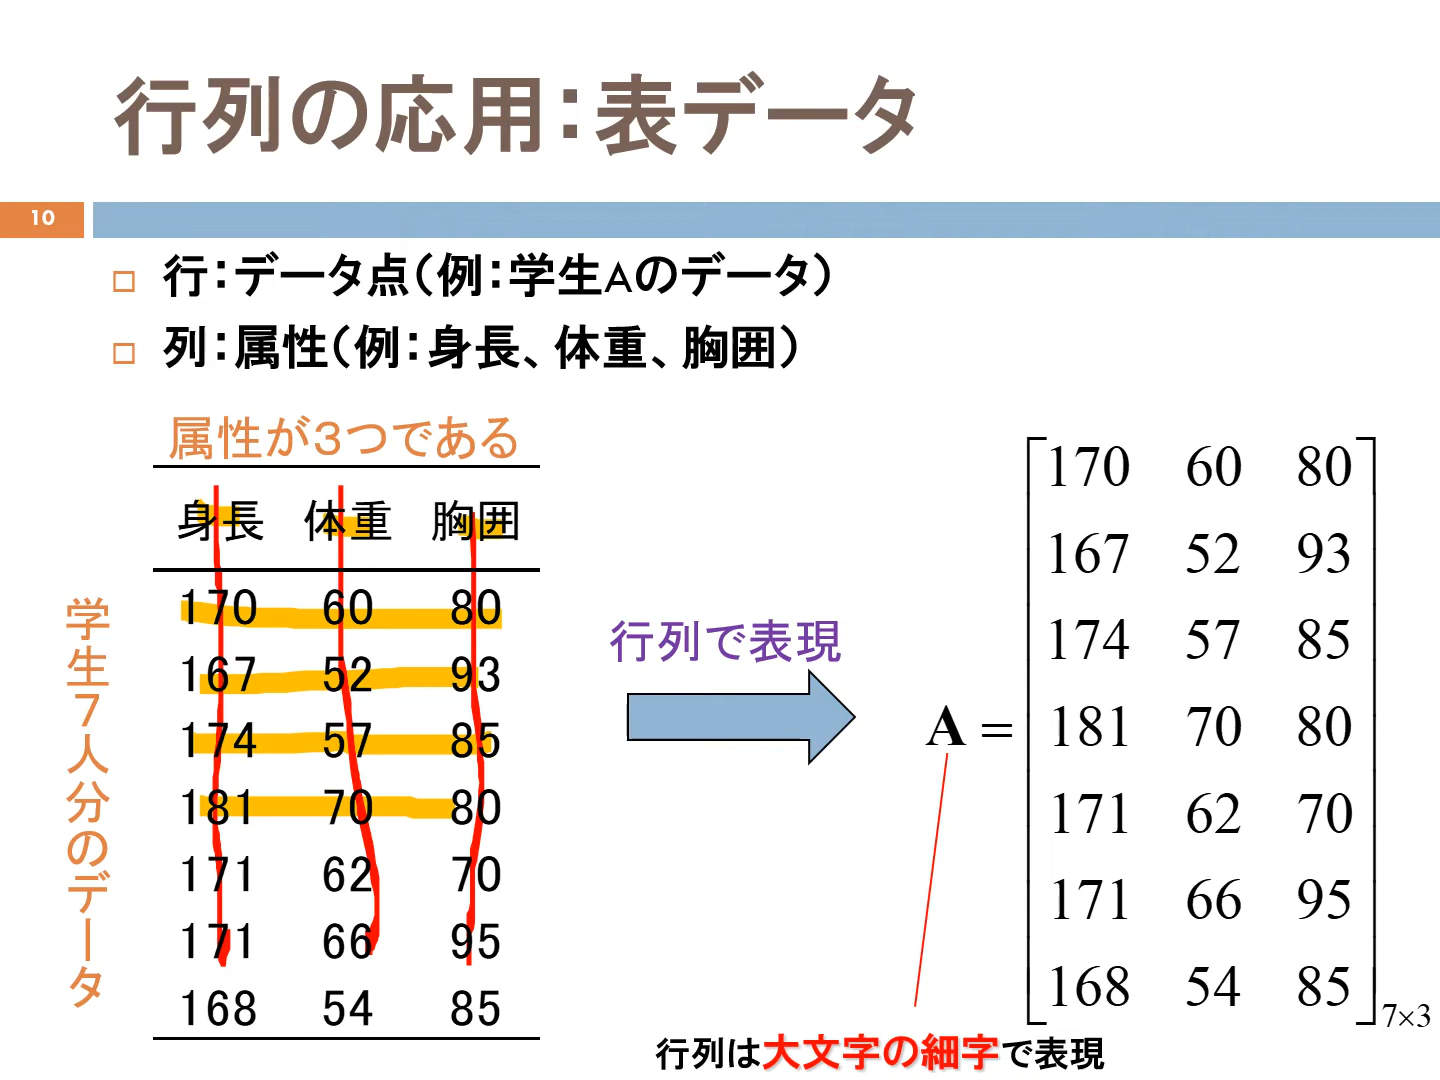 行列の応用：表データ
10
行：データ点（例：学生Aのデータ）
列：属性（例：身長、体重、胸囲）
属性が３つである
身長 体重 胸囲
170 60 80
167 52 93
174 57 85
181 70 80
171 62 70
171 66 95
168 54 85
学生７人分のデータ
行列で表現
A =
170 60 80
167 52 93
174 57 85
181 70 80
171 62 70
171 66 95
168 54 85
7×3
行列は大文字の細字で表現